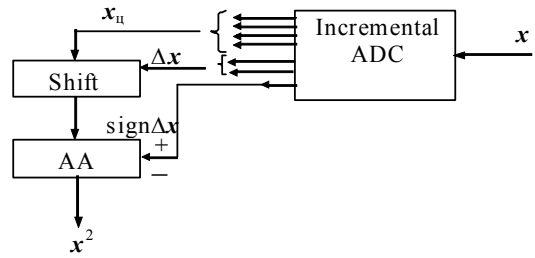 xц
Incremental
ADC
x
Δx
Shift
signΔx
+
AA
−
x²